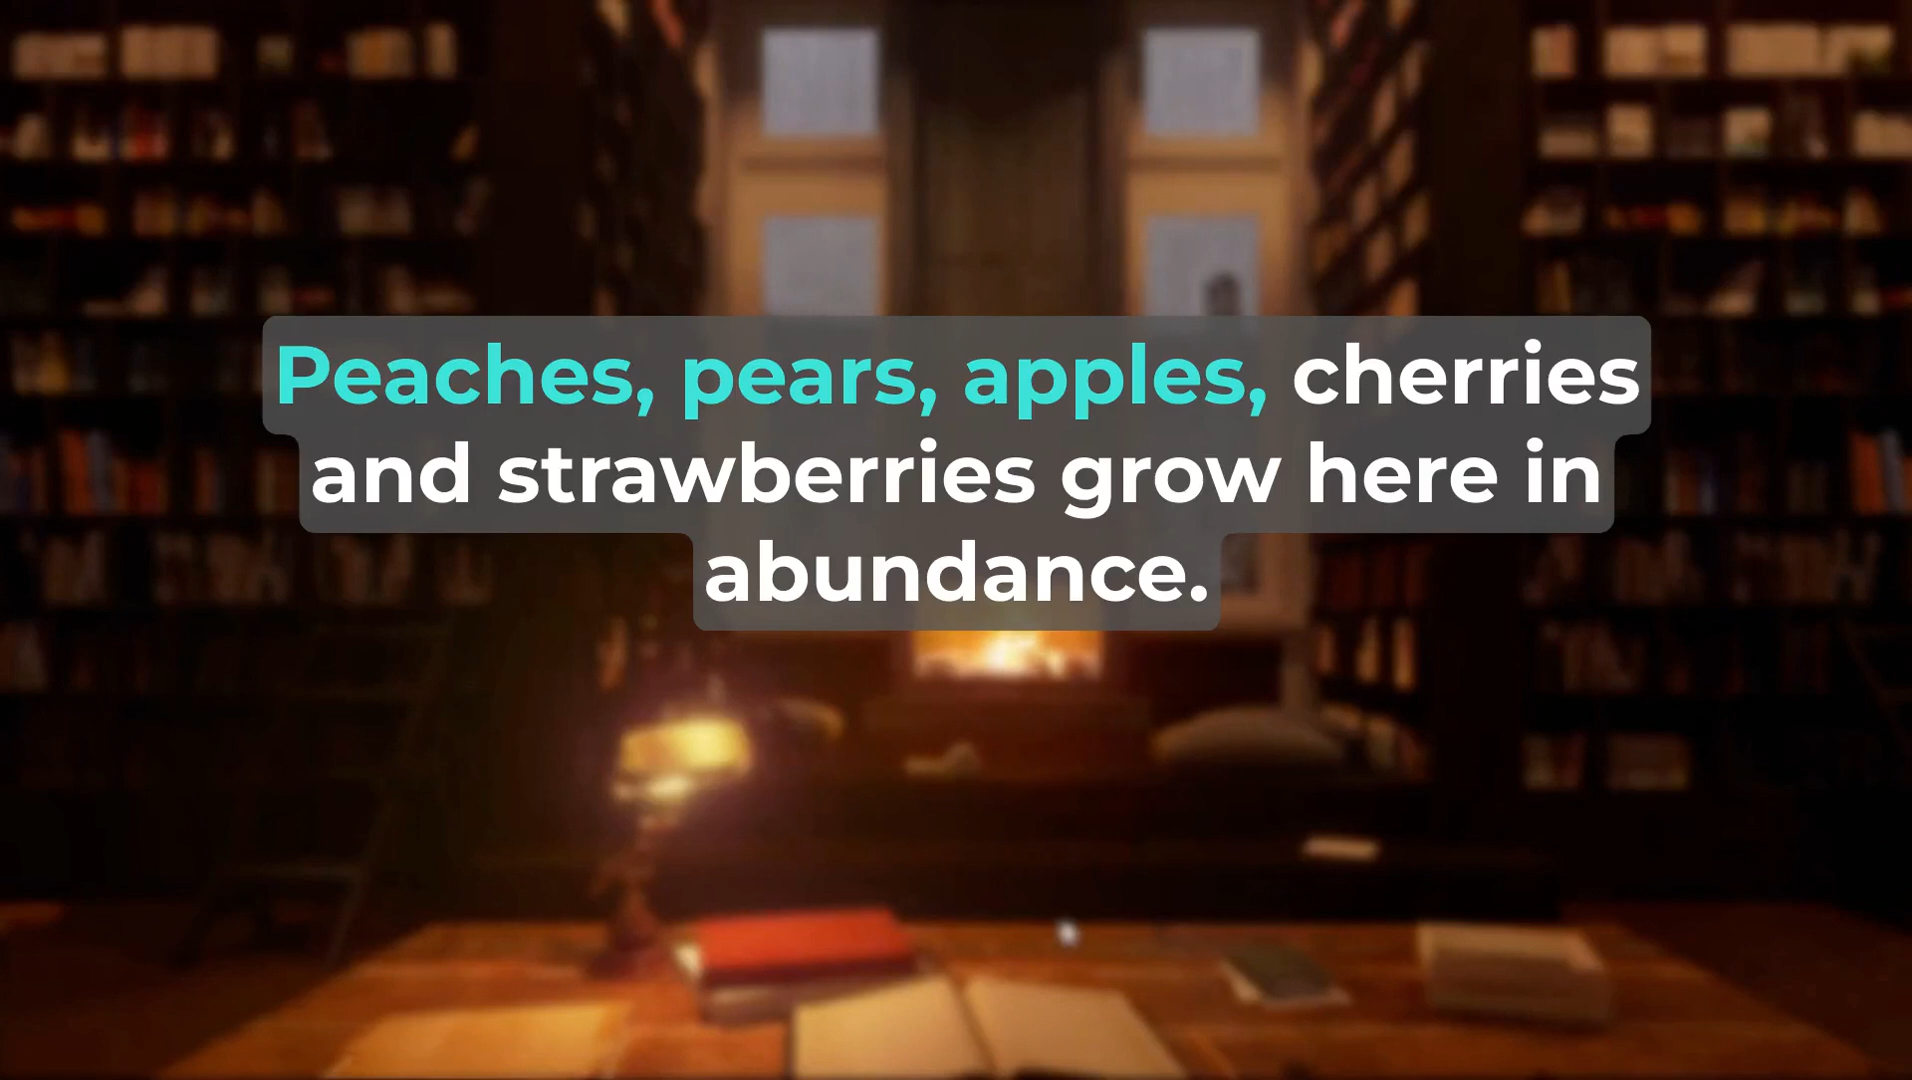 Peaches, pears, apples, cherries
and strawberries grow here in
abundance.